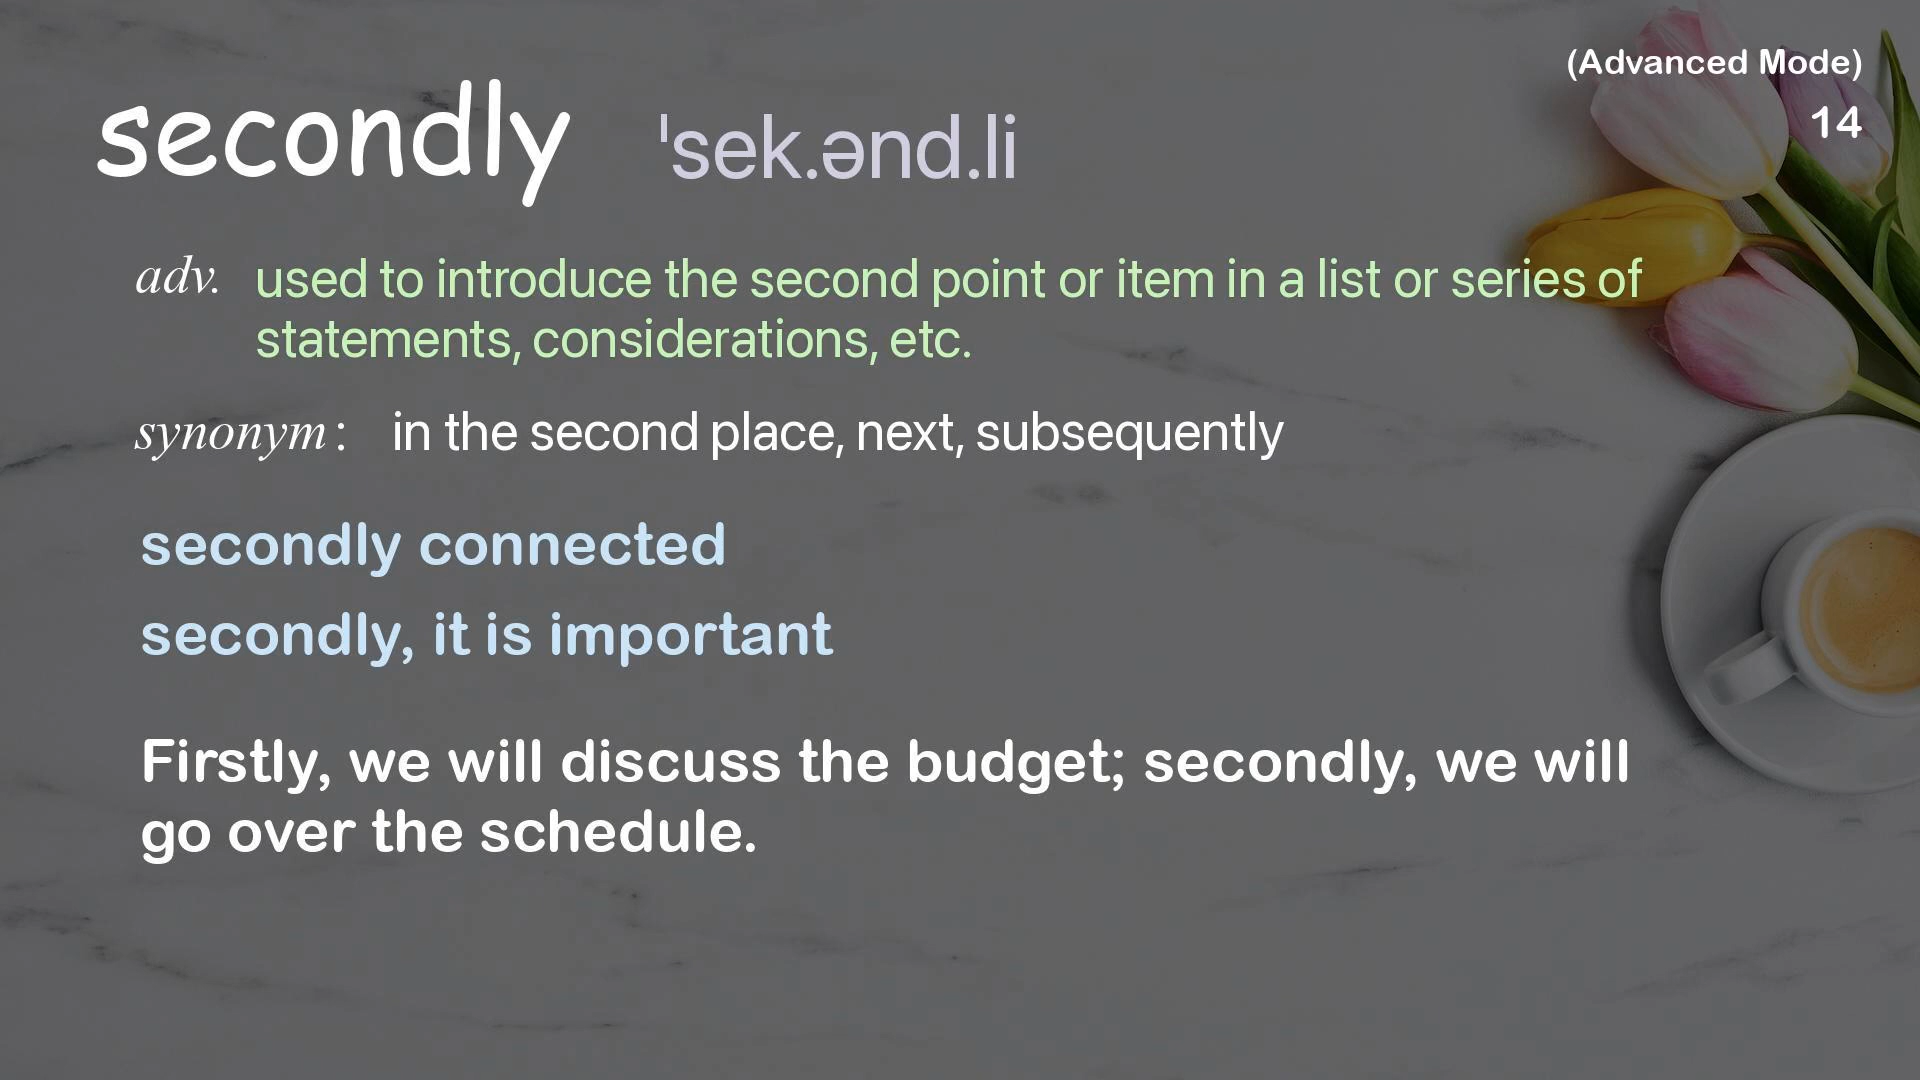 (Advanced Mode)
14
secondly ˈsek.ənd.li
adv. used to introduce the second point or item in a list or series of
statements, considerations, etc.
synonym: in the second place, next, subsequently
secondly connected
secondly, it is important
Firstly, we will discuss the budget; secondly, we will
go over the schedule.